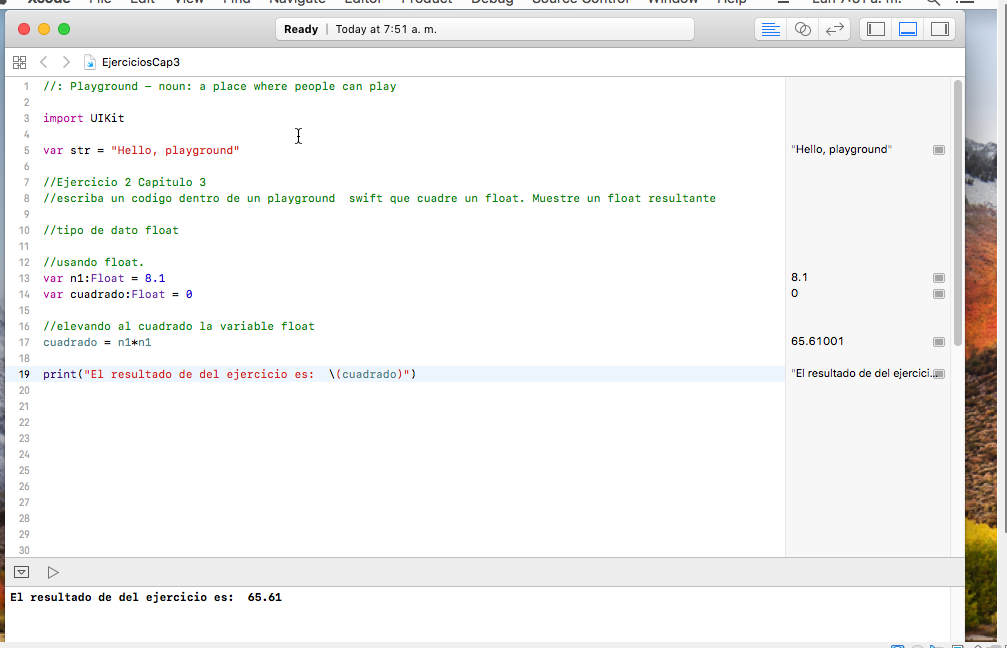 Xcode File Edit View Find Navigate Editor Product Debug Source Control Window Help Lun 7:51 a. m.
Ready | Today at 7:51 a. m.
EjerciciosCap3
1 //: Playground - noun: a place where people can play
2
3 import UIKit
4
5 var str = "Hello, playground" "Hello, playground"
6
7 //Ejercicio 2 Capitulo 3
8 //escriba un codigo dentro de un playground  swift que cuadre un float. Muestre un float resultante
9
10 //tipo de dato float
11
12 //usando float.
13 var n1:Float = 8.1 8.1
14 var cuadrado:Float = 0 0
15
16 //elevando al cuadrado la variable float
17 cuadrado = n1*n1 65.61001
18
19 print("El resultado de del ejercicio es:  \(cuadrado)") "El resultado de del ejercici...
20
21
22
23
24
25
26
27
28
29
30
El resultado de del ejercicio es:  65.61